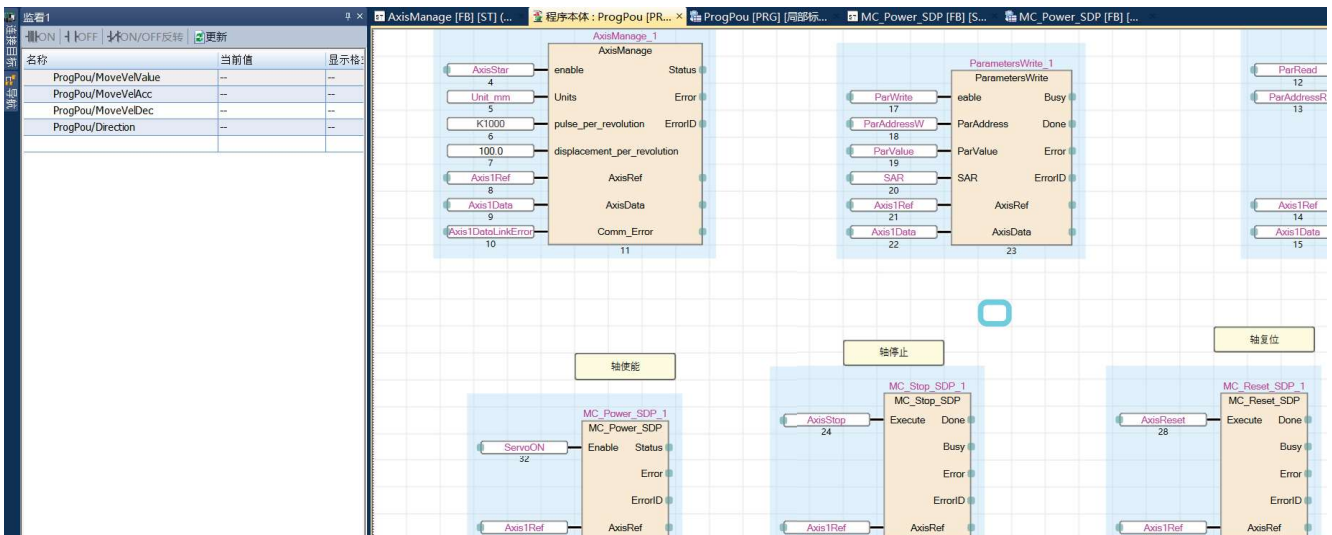 监看1
AxisManage [FB] [ST] (...
程序本体 : ProgPou [PR...
ProgPou [PRG] [局部标...
MC_Power_SDP [FB] [S...
MC_Power_SDP [FB] [...
ON
OFF
ON/OFF反转
更新
连接目标
导航
名称
当前值
显示格式
ProgPou/MoveVelValue
--
--
ProgPou/MoveVelAcc
--
--
ProgPou/MoveVelDec
--
--
ProgPou/Direction
--
--
AxisManage_1
AxisManage
AxisStar
4
enable
Status
Unit_mm
5
Units
Error
K1000
6
pulse_per_revolution
ErrorID
100.0
7
displacement_per_revolution
Axis1Ref
8
AxisRef
Axis1Data
9
AxisData
Axis1DataLinkError
10
Comm_Error
11
ParametersWrite_1
ParametersWrite
ParWrite
17
eable
Busy
ParAddressW
18
ParAddress
Done
ParValue
19
ParValue
Error
SAR
20
SAR
ErrorID
Axis1Ref
21
AxisRef
Axis1Data
22
AxisData
23
ParRead
12
ParAddressR
13
Axis1Ref
14
Axis1Data
15
轴使能
MC_Power_SDP_1
MC_Power_SDP
ServoON
32
Enable
Status
Error
ErrorID
Axis1Ref
AxisRef
轴停止
MC_Stop_SDP_1
MC_Stop_SDP
AxisStop
24
Execute
Done
Busy
Error
ErrorID
Axis1Ref
AxisRef
轴复位
MC_Reset_SDP_1
MC_Reset_SDP
AxisReset
28
Execute
Done
Busy
Error
ErrorID
Axis1Ref
AxisRef